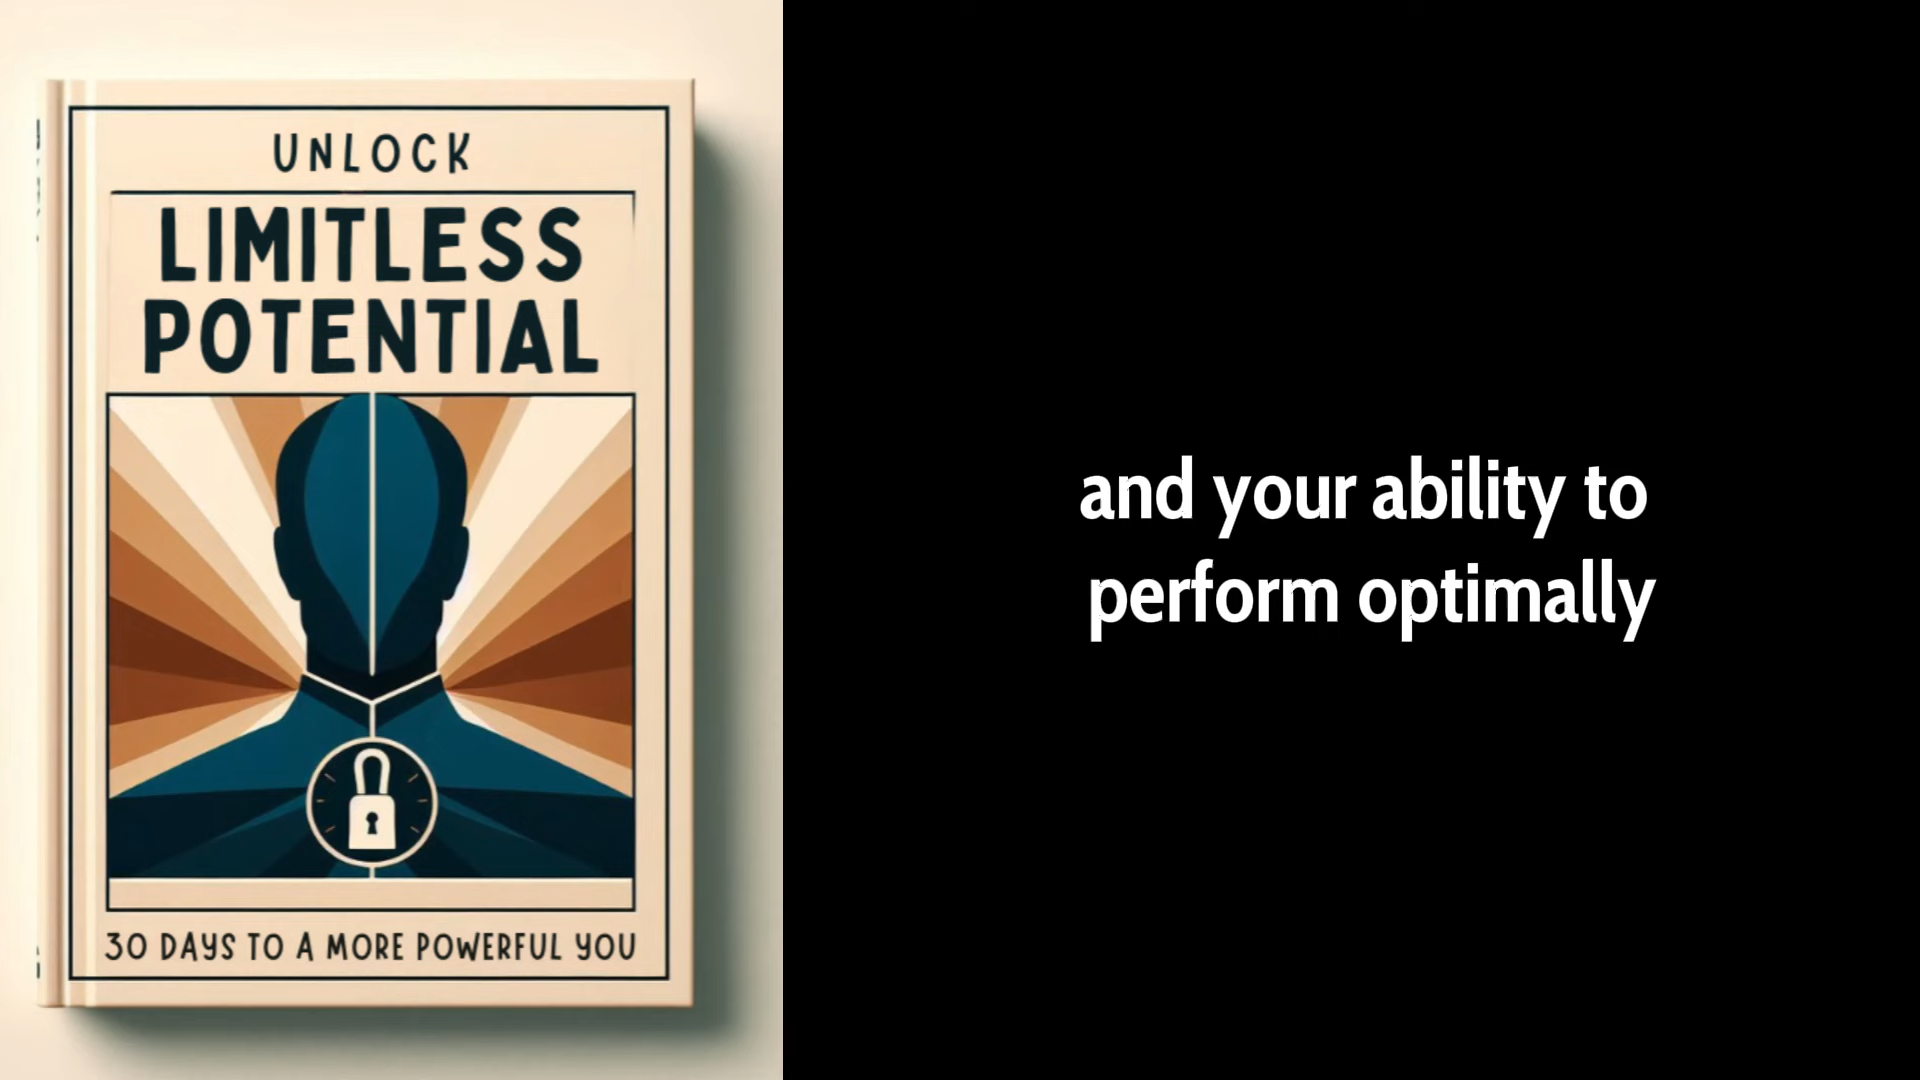 UNLOCK
LIMITLESS
POTENTIAL
30 DAYS TO A MORE POWERFUL YOU
and your ability to
perform optimally